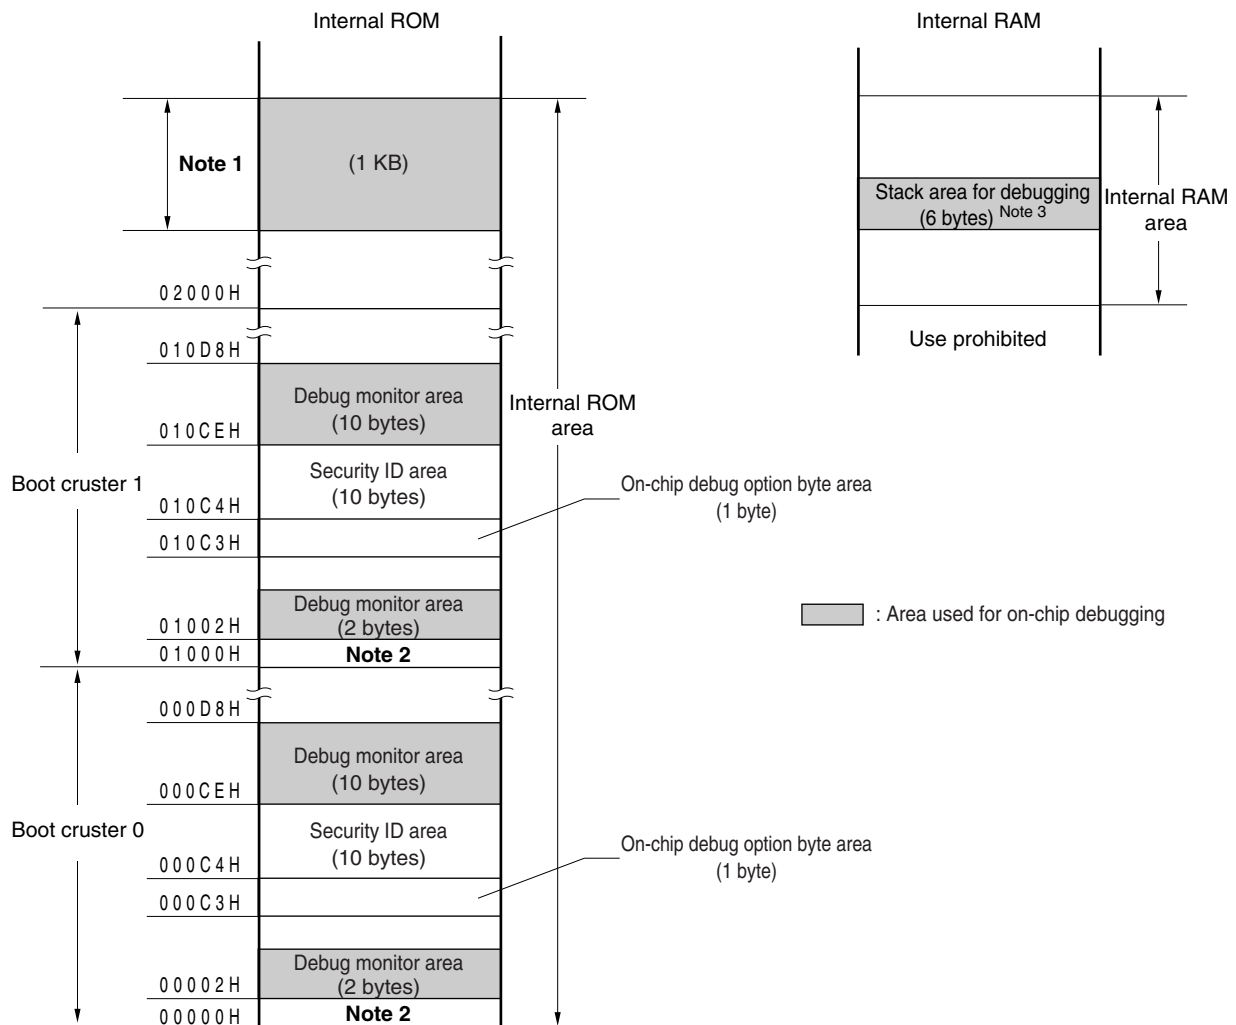 Internal ROM
Internal RAM
Note 1
(1 KB)
Stack area for debugging
(6 bytes) Note 3
Internal RAM
area
Use prohibited
02000H
010D8H
Debug monitor area
(10 bytes)
Internal ROM
area
010CEH
Boot cruster 1
Security ID area
(10 bytes)
010C4H
On-chip debug option byte area
(1 byte)
010C3H
Debug monitor area
(2 bytes)
01002H
: Area used for on-chip debugging
01000H
Note 2
000D8H
Debug monitor area
(10 bytes)
000CEH
Boot cruster 0
Security ID area
(10 bytes)
000C4H
On-chip debug option byte area
(1 byte)
000C3H
Debug monitor area
(2 bytes)
00002H
00000H
Note 2